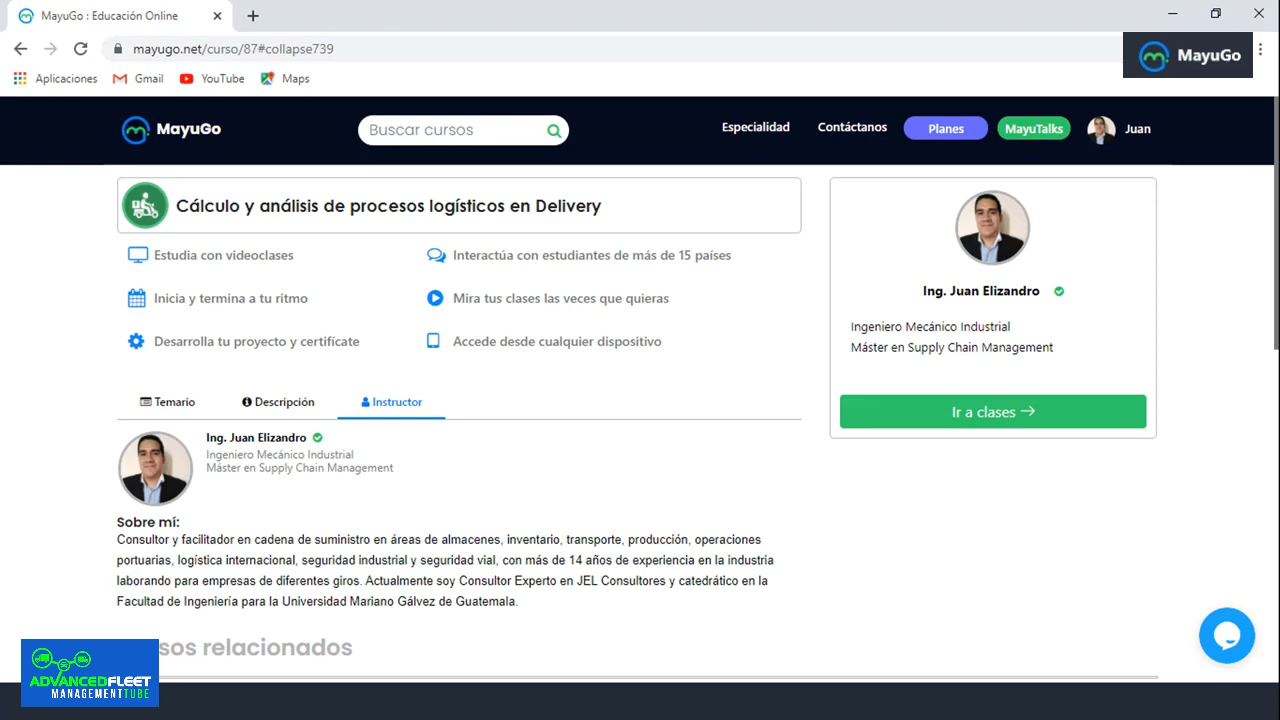 MayuGo : Educación Online
mayugo.net/curso/87#collapse739
MayuGo
Aplicaciones
Gmail
YouTube
Maps
MayuGo
Buscar cursos
Especialidad
Contáctanos
Planes
MayuTalks
Juan
Cálculo y análisis de procesos logísticos en Delivery
Estudia con videoclases
Interactúa con estudiantes de más de 15 países
Inicia y termina a tu ritmo
Mira tus clases las veces que quieras
Desarrolla tu proyecto y certifícate
Accede desde cualquier dispositivo
Ing. Juan Elizandro
Ingeniero Mecánico Industrial
Máster en Supply Chain Management
Ir a clases
Temario
Descripción
Instructor
Ing. Juan Elizandro
Ingeniero Mecánico Industrial
Máster en Supply Chain Management
Sobre mí:
Consultor y facilitador en cadena de suministro en áreas de almacenes, inventario, transporte, producción, operaciones
portuarias, logística internacional, seguridad industrial y seguridad vial, con más de 14 años de experiencia en la industria
laborando para empresas de diferentes giros. Actualmente soy Consultor Experto en JEL Consultores y catedrático en la
Facultad de Ingeniería para la Universidad Mariano Gálvez de Guatemala.
sos relacionados
ADVANCEDFLEET
MANAGEMENTTUBE